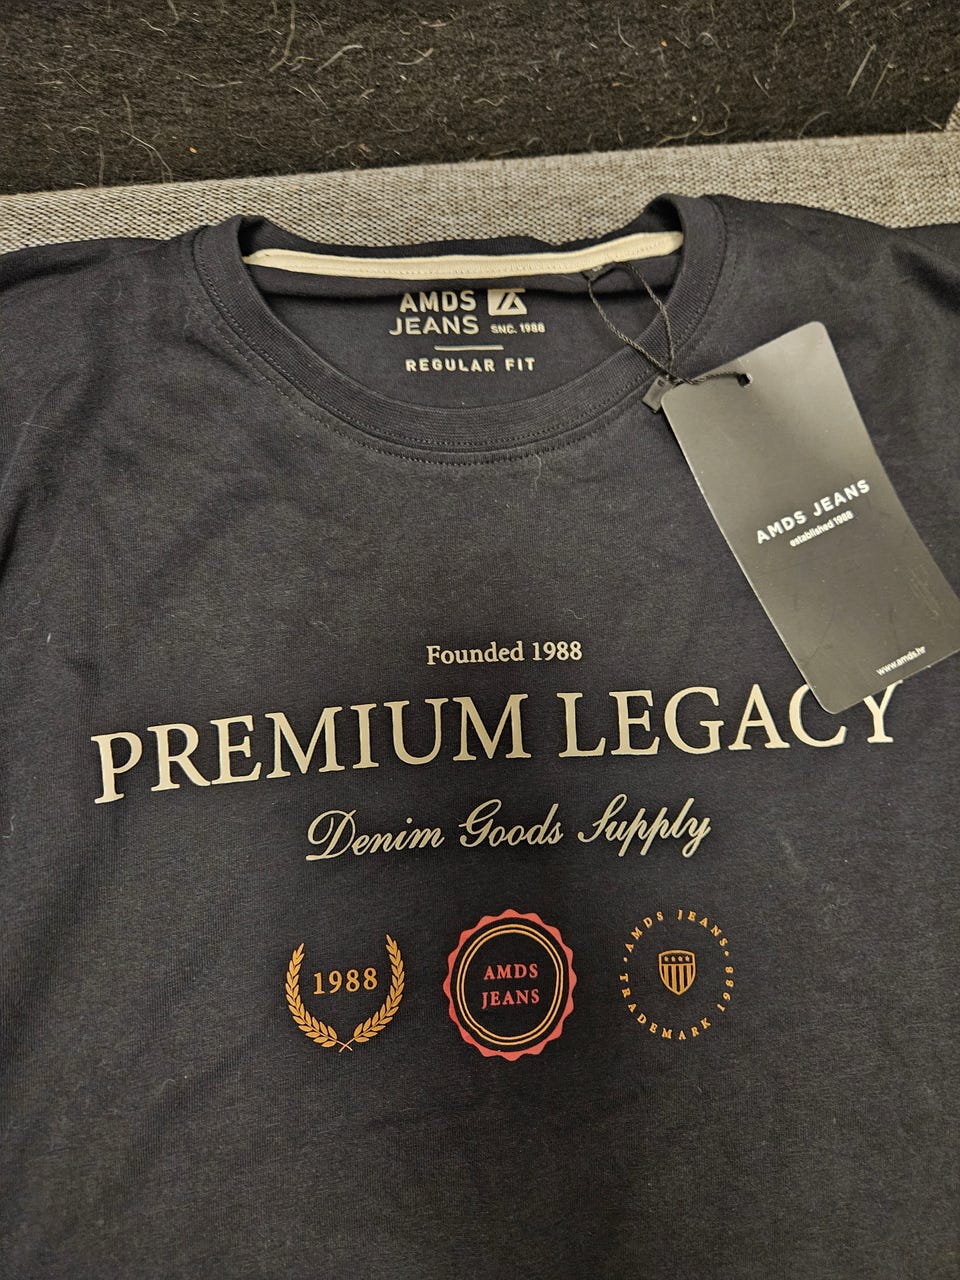 AMDS
JEANS SNC. 1988
REGULAR FIT
AMDS JEANS
established 1988
www.amds.hr
Founded 1988
PREMIUM LEGACY
Denim Goods Supply
1988
AMDS
JEANS
AMDS JEANS
TRADEMARK 1988